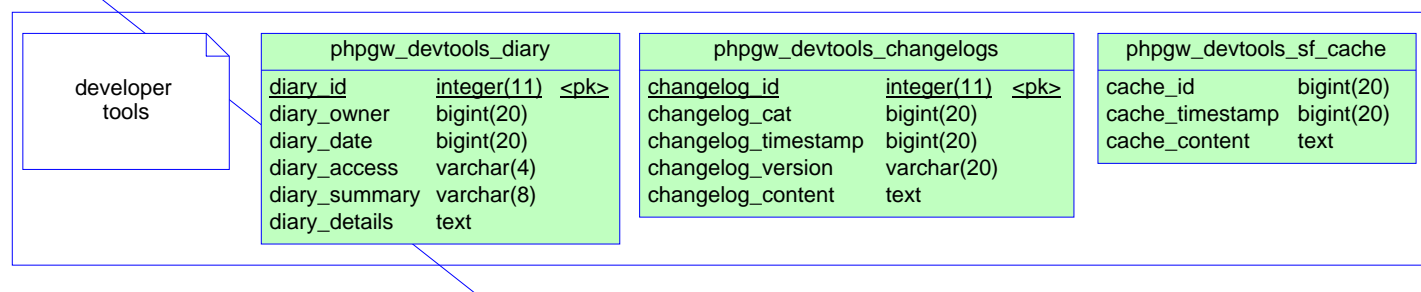 developer
tools
phpgw_devtools_diary
diary_id integer(11) <pk>
diary_owner bigint(20)
diary_date bigint(20)
diary_access varchar(4)
diary_summary varchar(8)
diary_details text
phpgw_devtools_changelogs
changelog_id integer(11) <pk>
changelog_cat bigint(20)
changelog_timestamp bigint(20)
changelog_version varchar(20)
changelog_content text
phpgw_devtools_sf_cache
cache_id bigint(20)
cache_timestamp bigint(20)
cache_content text